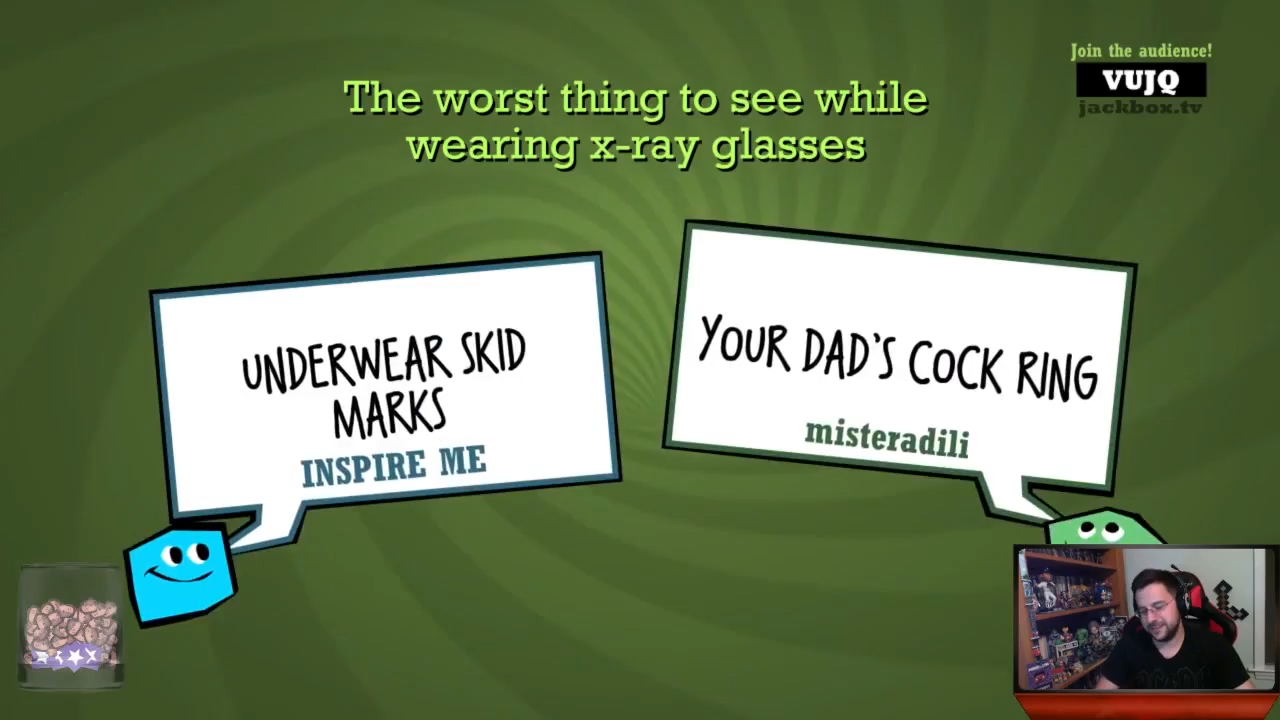 Join the audience!
VUJQ
jackbox.tv
The worst thing to see while
wearing x-ray glasses
UNDERWEAR SKID
MARKS
INSPIRE ME
YOUR DAD'S COCK RING
misteradili